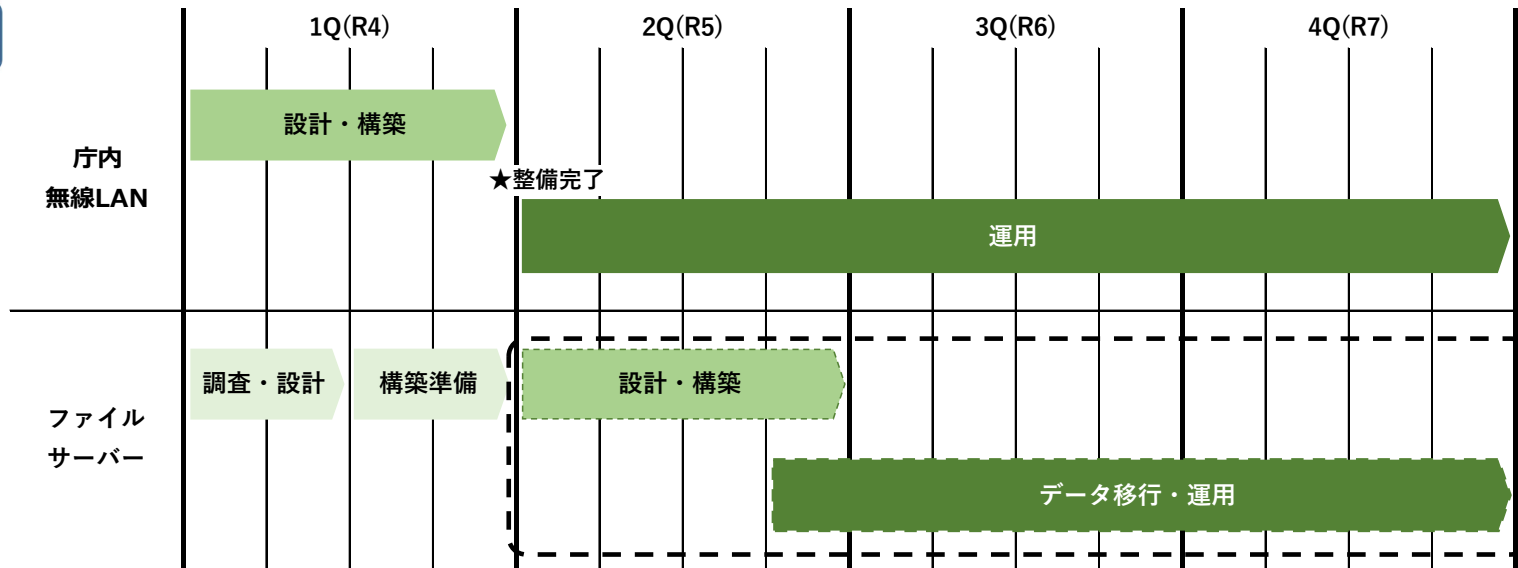 1Q(R4)
2Q(R5)
3Q(R6)
4Q(R7)
庁内
無線LAN
設計・構築
★整備完了
運用
ファイル
サーバー
調査・設計
構築準備
設計・構築
データ移行・運用